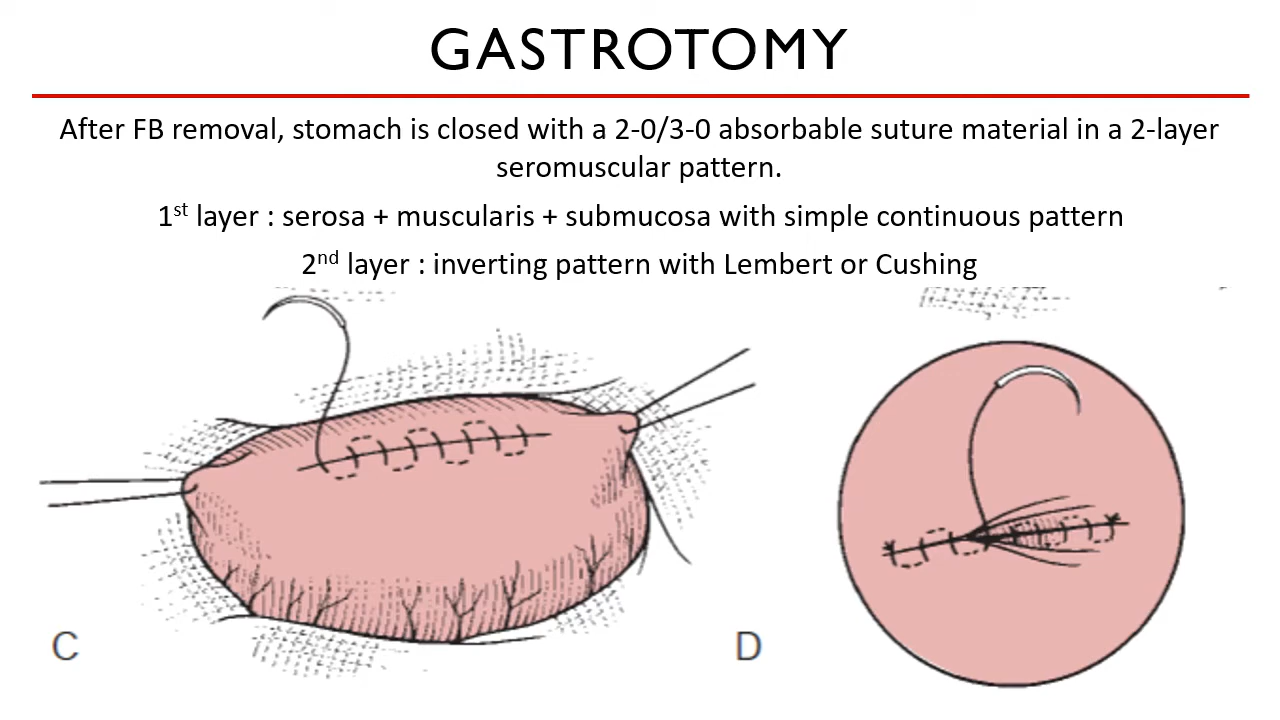 GASTROTOMY
After FB removal, stomach is closed with a 2-0/3-0 absorbable suture material in a 2-layer
seromuscular pattern.
1st layer : serosa + muscularis + submucosa with simple continuous pattern
2nd layer : inverting pattern with Lembert or Cushing
C
D